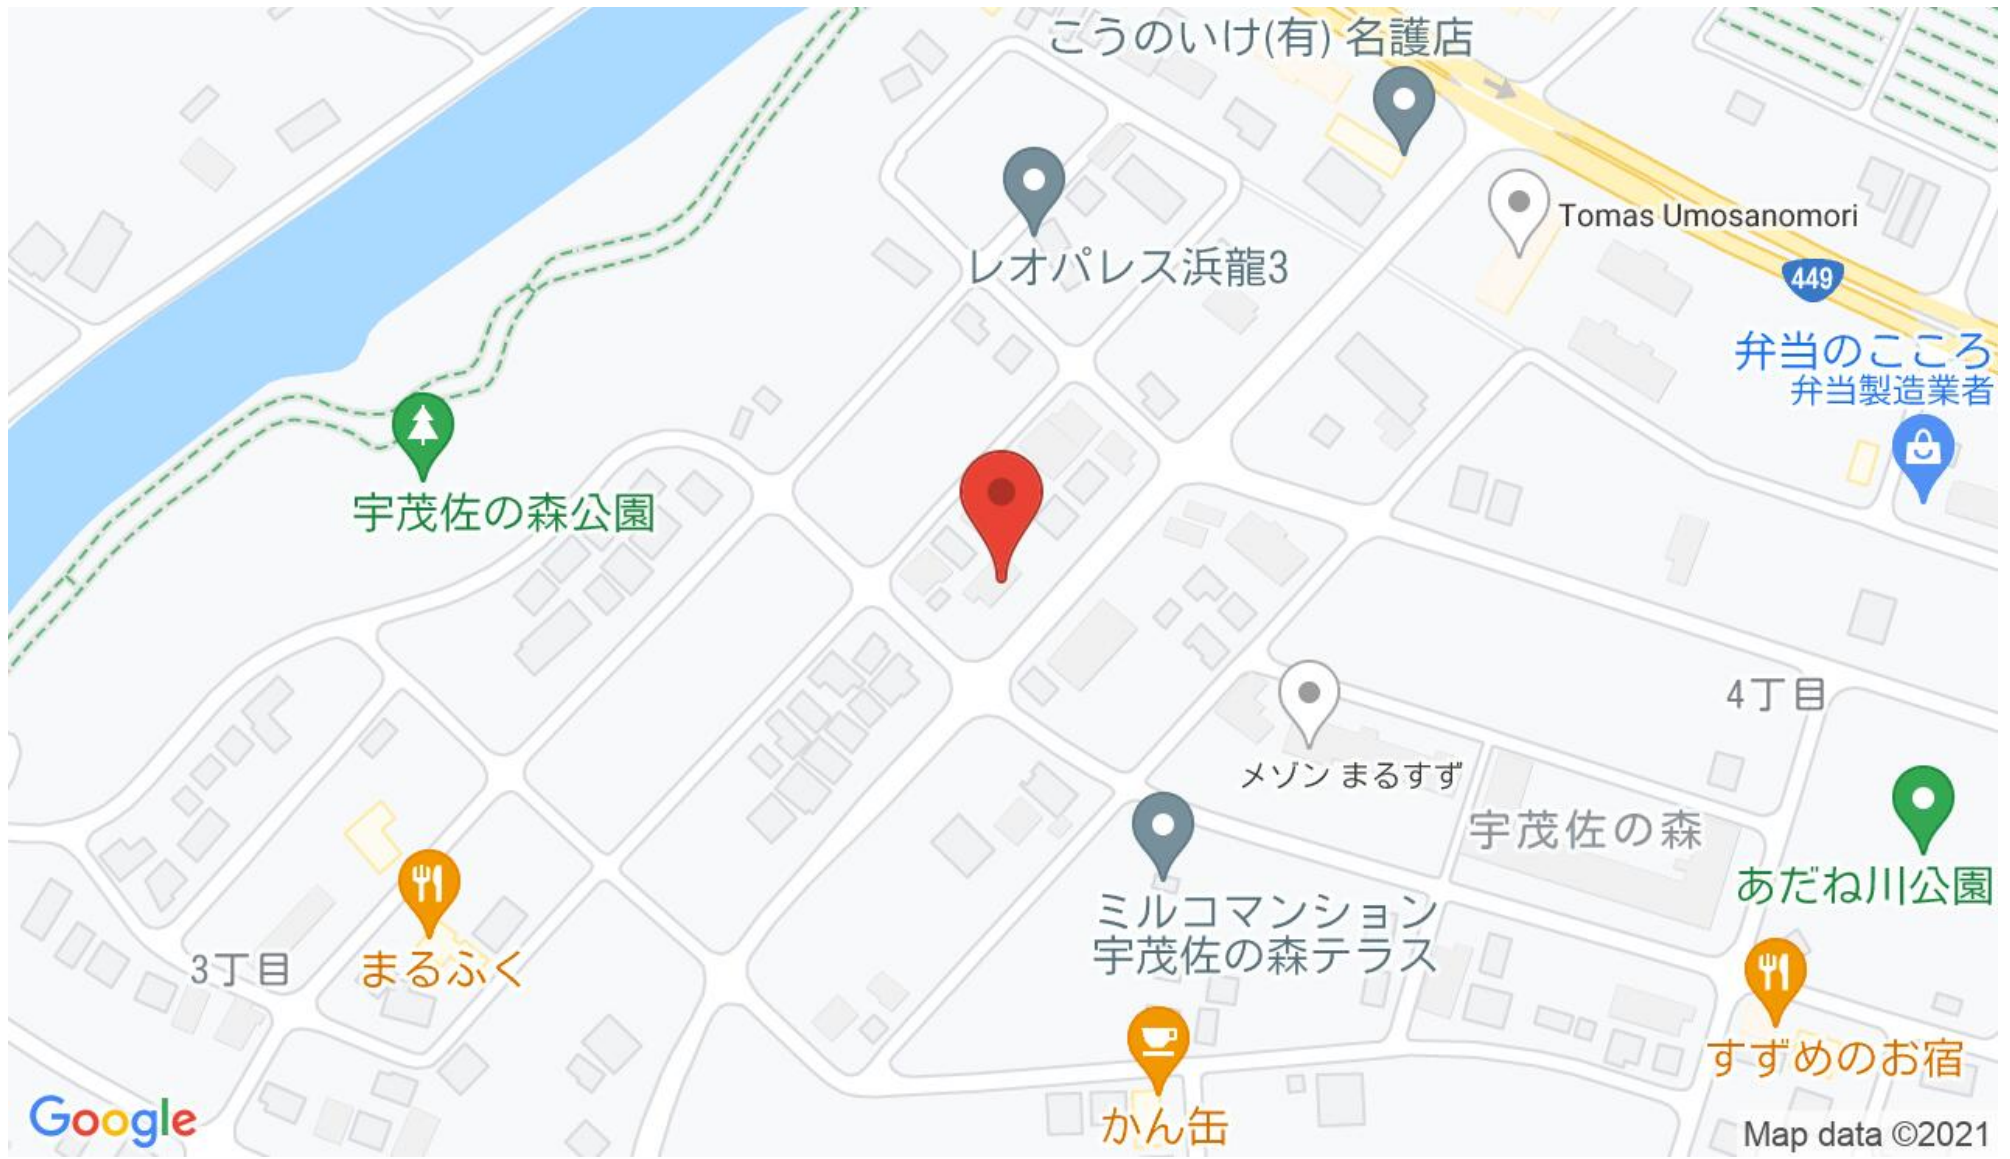 こうのいけ(有) 名護店
レオパレス浜龍3
Tomas Umosanomori
449
弁当のこころ
弁当製造業者
宇茂佐の森公園
4丁目
メゾン まるすず
宇茂佐の森
あだね川公園
ミルコマンション
宇茂佐の森テラス
3丁目
まるふく
すずめのお宿
かん缶
Google
Map data ©2021